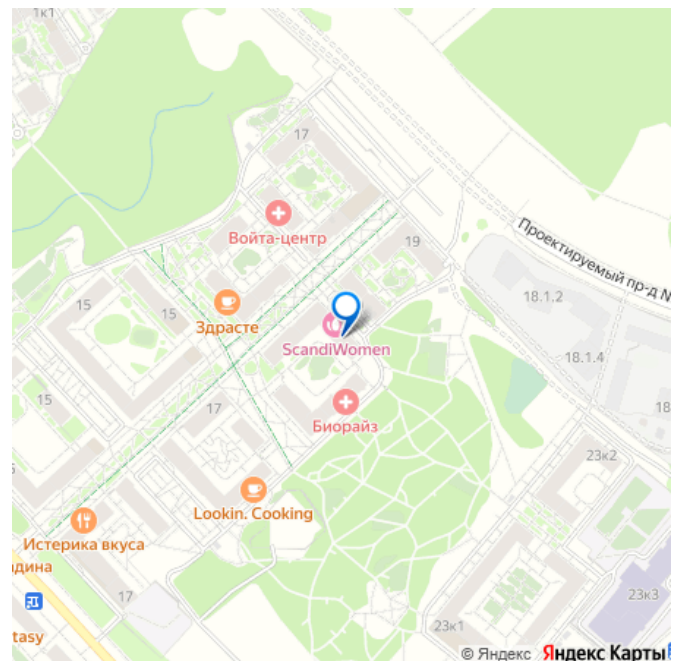 1к1
17
Войта-центр
19
Проектируемый пр-д №
18.1.2
15
15
Здрасте
ScandiWomen
18.1.4
15
17
Биорайз
18
23к2
Lookin. Cooking
Истерика вкуса
дина
17
23к3
23к1
tasy
© Яндекс Яндекс Карты